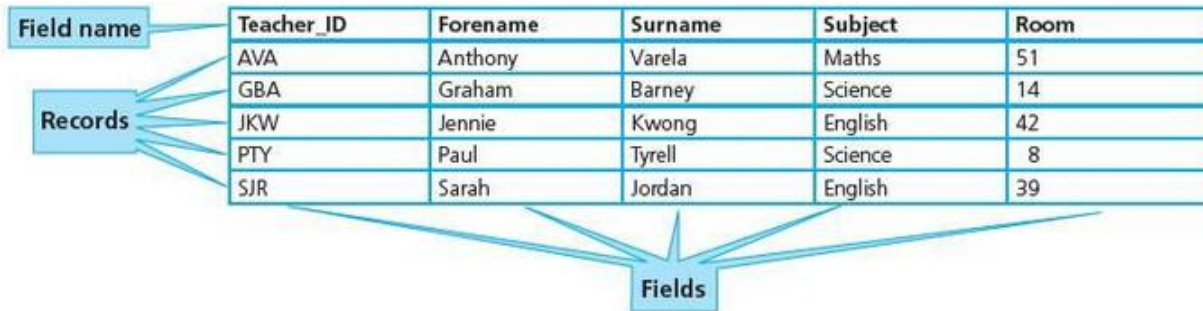 Field name
Teacher_ID Forename Surname Subject Room
AVA Anthony Varela Maths 51
GBA Graham Barney Science 14
Records
JKW Jennie Kwong English 42
PTY Paul Tyrell Science 8
SJR Sarah Jordan English 39
Fields